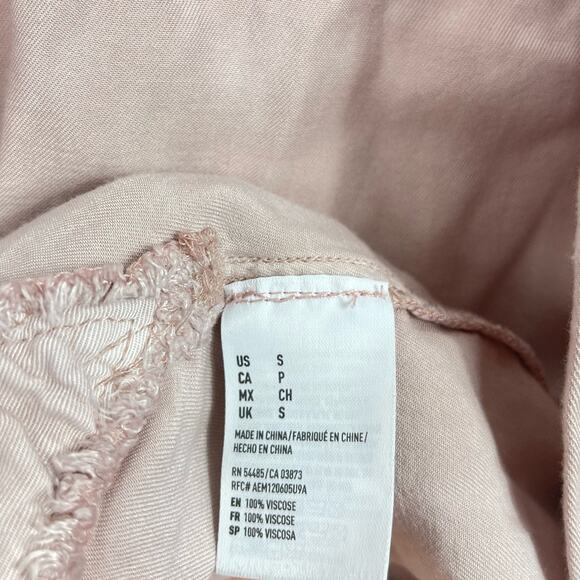 US S
CA P
MX CH
UK S
MADE IN CHINA/FABRIQUÉ EN CHINE/
HECHO EN CHINA
RN 54485/CA 03873
RFC# AEM120605U9A
EN 100% VISCOSE
FR 100% VISCOSE
SP 100% VISCOSA